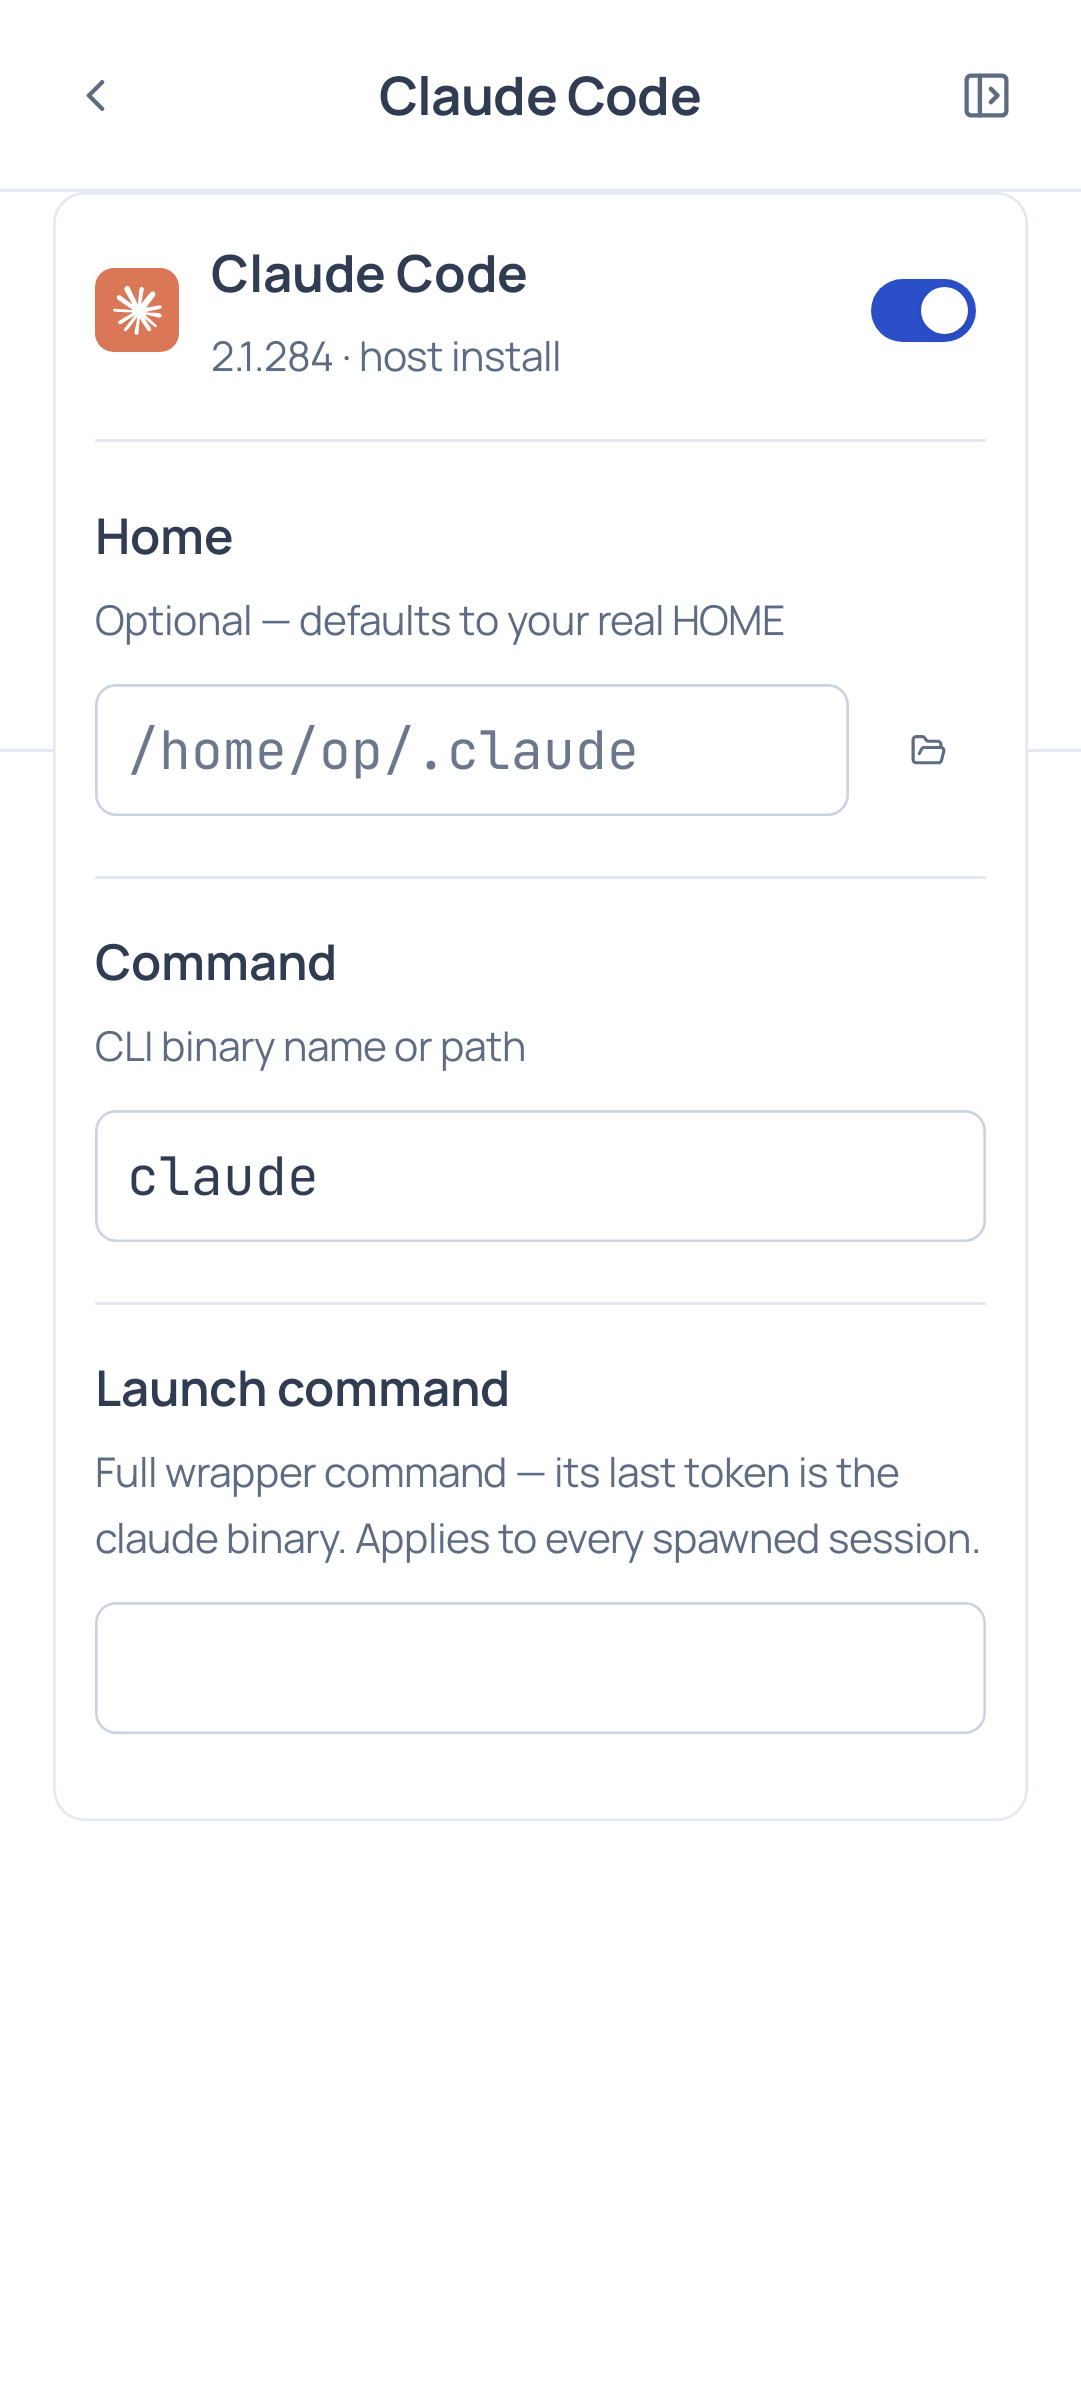 Claude Code
Claude Code
2.1.284 · host install
Home
Optional — defaults to your real HOME
/home/op/.claude
Command
CLI binary name or path
claude
Launch command
Full wrapper command — its last token is the
claude binary. Applies to every spawned session.